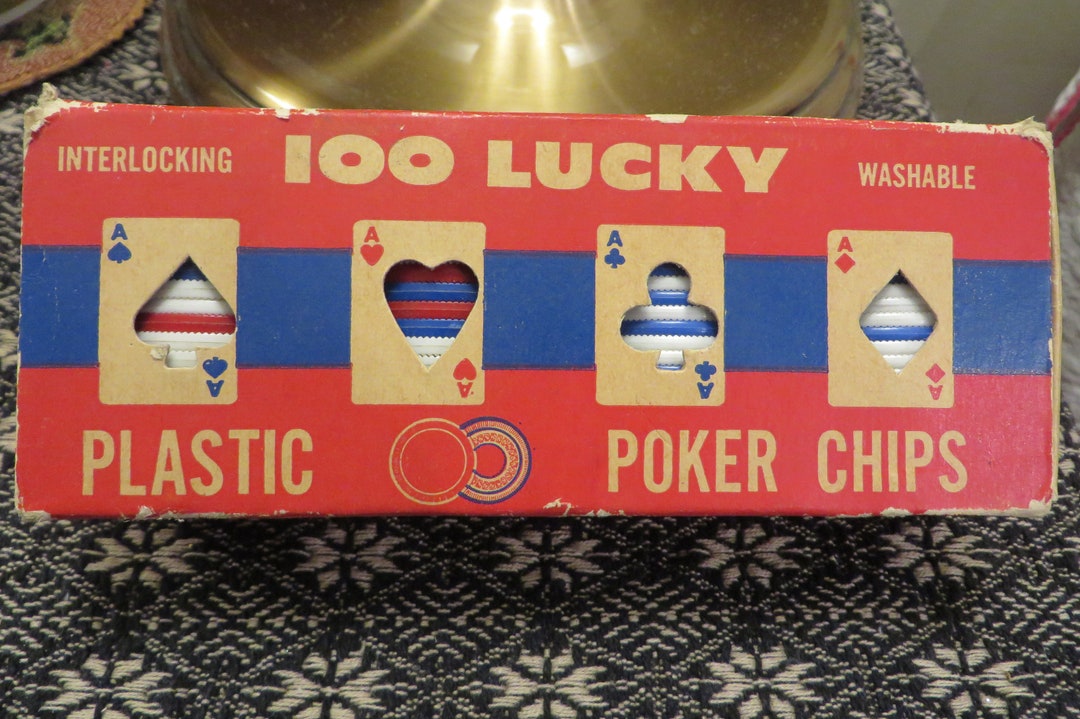 INTERLOCKING 100 LUCKY WASHABLE
A A A A
A A A A
PLASTIC POKER CHIPS